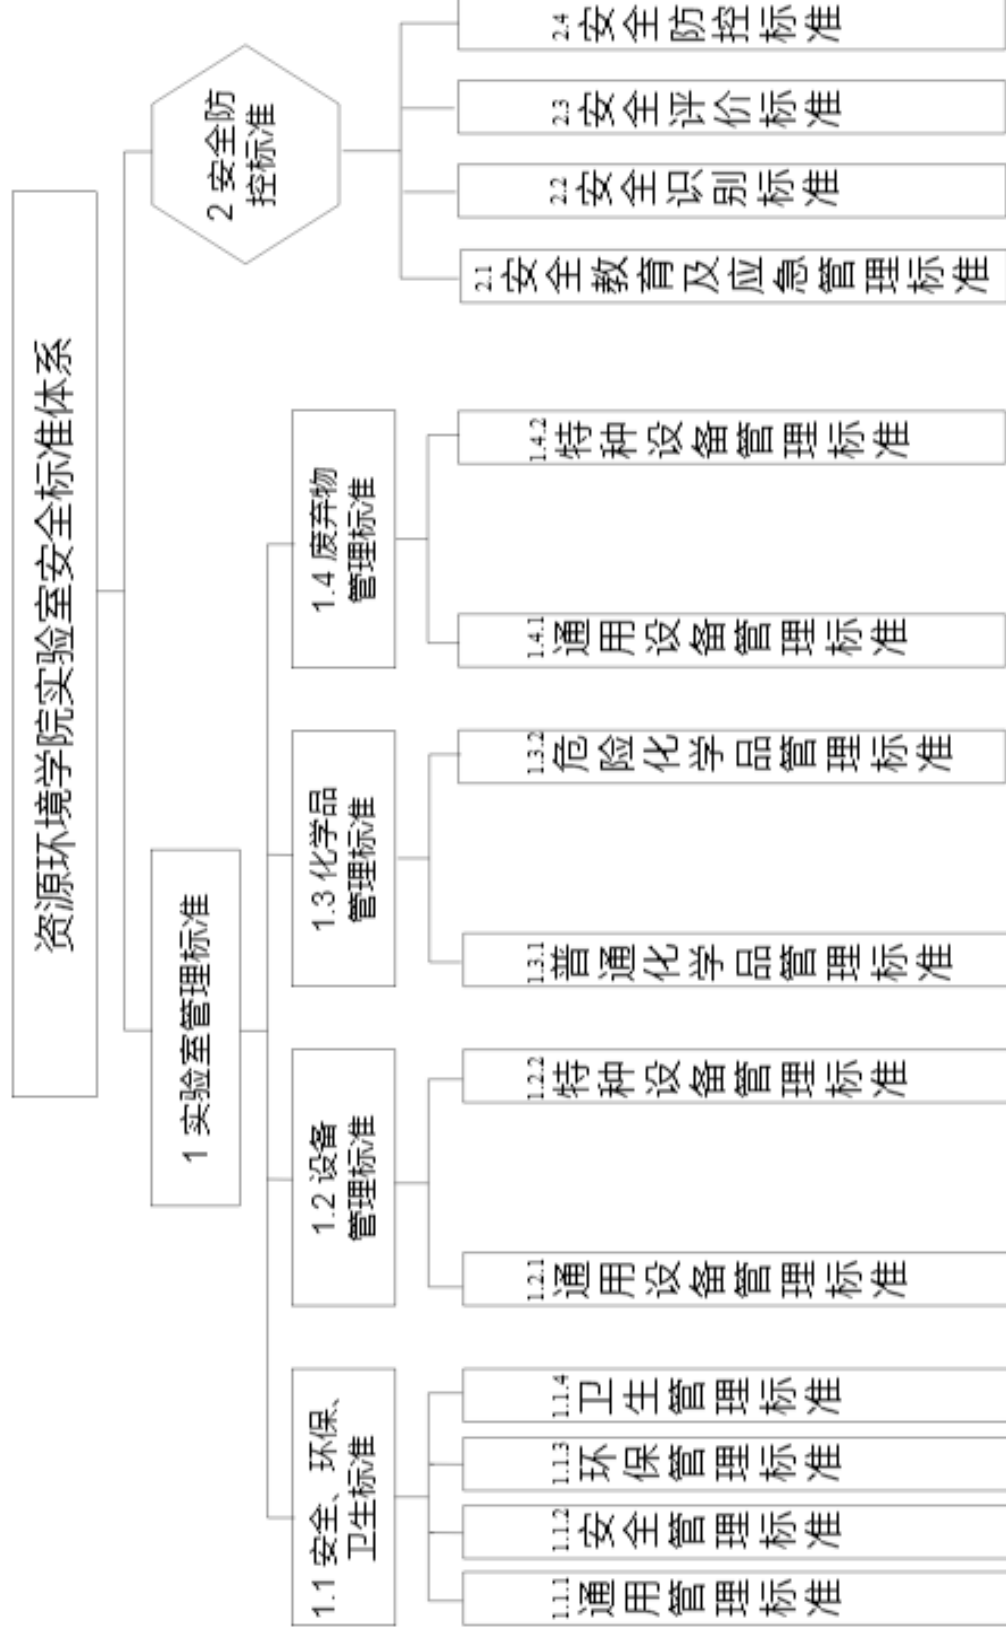 资源环境学院实验室安全标准体系
1 实验室管理标准
2 安全防
控标准
1.1 安全、环保、
卫生标准
1.2 设备
管理标准
1.3 化学品
管理标准
1.4 废弃物
管理标准
1.1.1通用管理标准
1.1.2安全管理标准
1.1.3环保管理标准
1.1.4卫生管理标准
1.2.1通用设备管理标准
1.2.2特种设备管理标准
1.3.1普通化学品管理标准
1.3.2危险化学品管理标准
1.4.1通用设备管理标准
1.4.2特种设备管理标准
2.1安全教育及应急管理标准
2.2安全识别标准
2.3安全评价标准
2.4安全防控标准